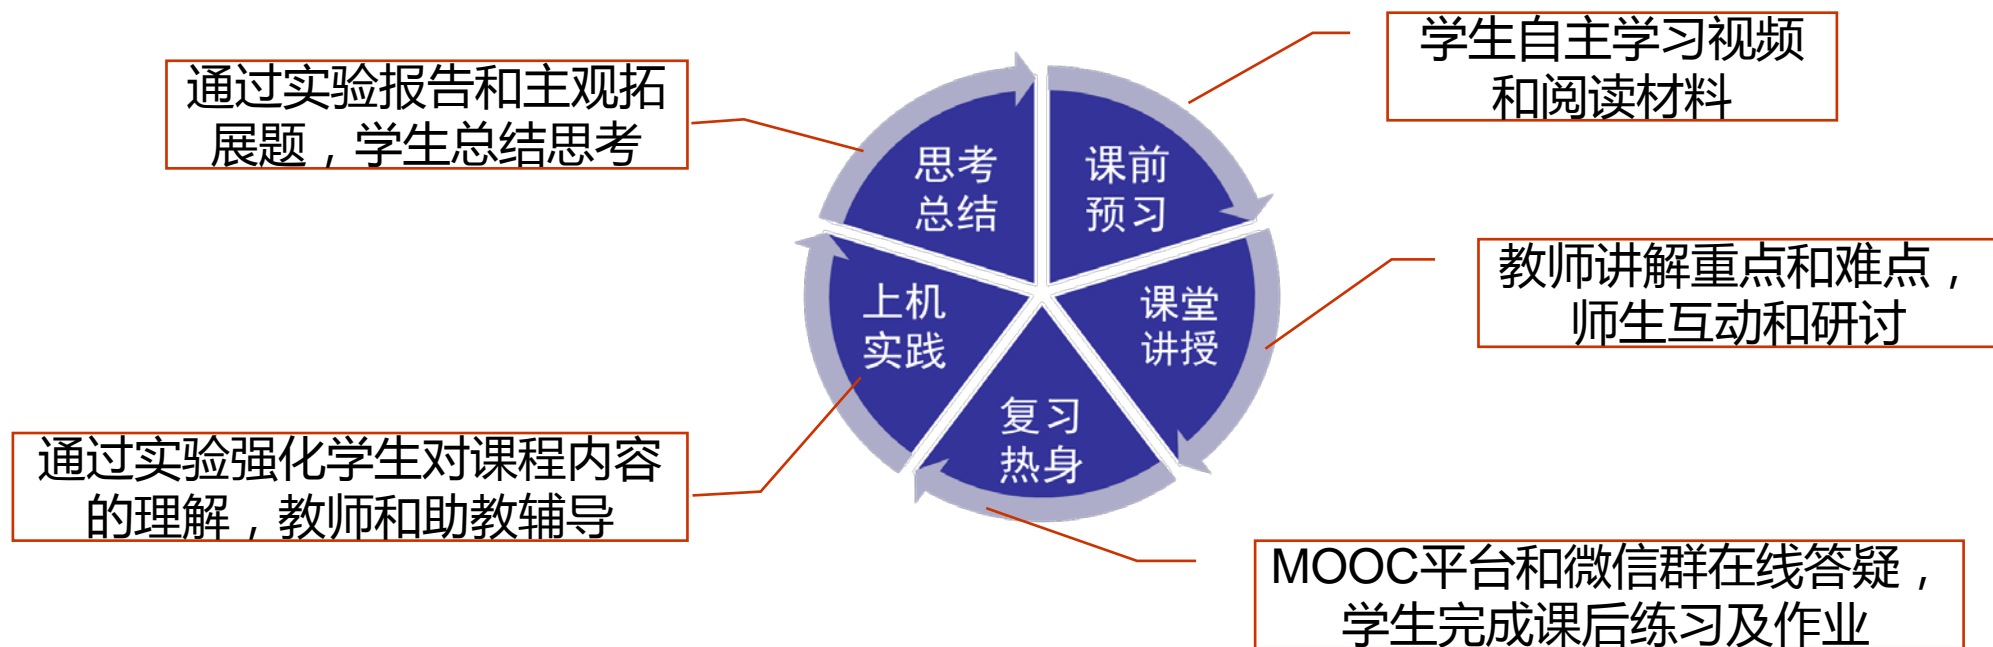 学生自主学习视频
和阅读材料
通过实验报告和主观拓
展题，学生总结思考
思考
总结
课前
预习
教师讲解重点和难点，
师生互动和研讨
上机
实践
课堂
讲授
复习
热身
通过实验强化学生对课程内容
的理解，教师和助教辅导
MOOC平台和微信群在线答疑，
学生完成课后练习及作业